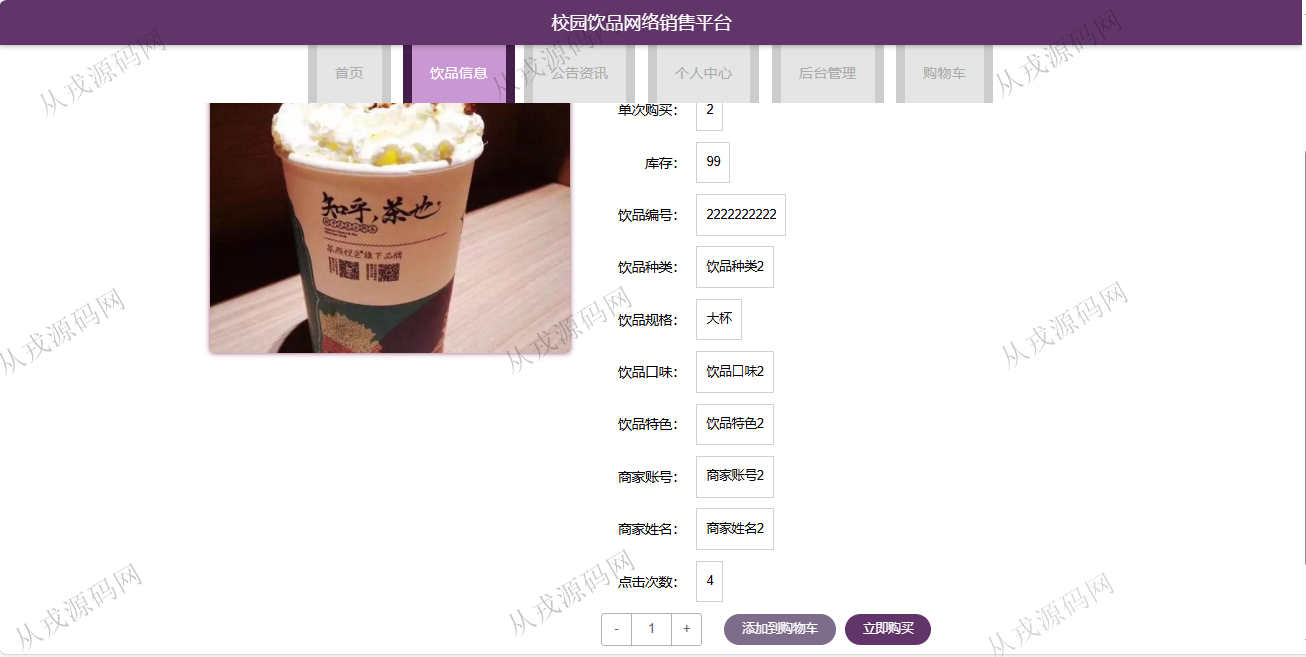 校园饮品网络销售平台
首页
饮品信息
公告资讯
个人中心
后台管理
购物车
单次购买: 2
库存: 99
饮品编号: 2222222222
饮品种类: 饮品种类2
饮品规格: 大杯
饮品口味: 饮品口味2
饮品特色: 饮品特色2
商家账号: 商家账号2
商家姓名: 商家姓名2
点击次数: 4
- 1 +
添加到购物车
立即购买
知乎,茶也
茶颜悦色旗下品牌
从戎源码网
从戎源码网
从戎源码网
从戎源码网
从戎源码网
从戎源码网
从戎源码网
从戎源码网
从戎源码网